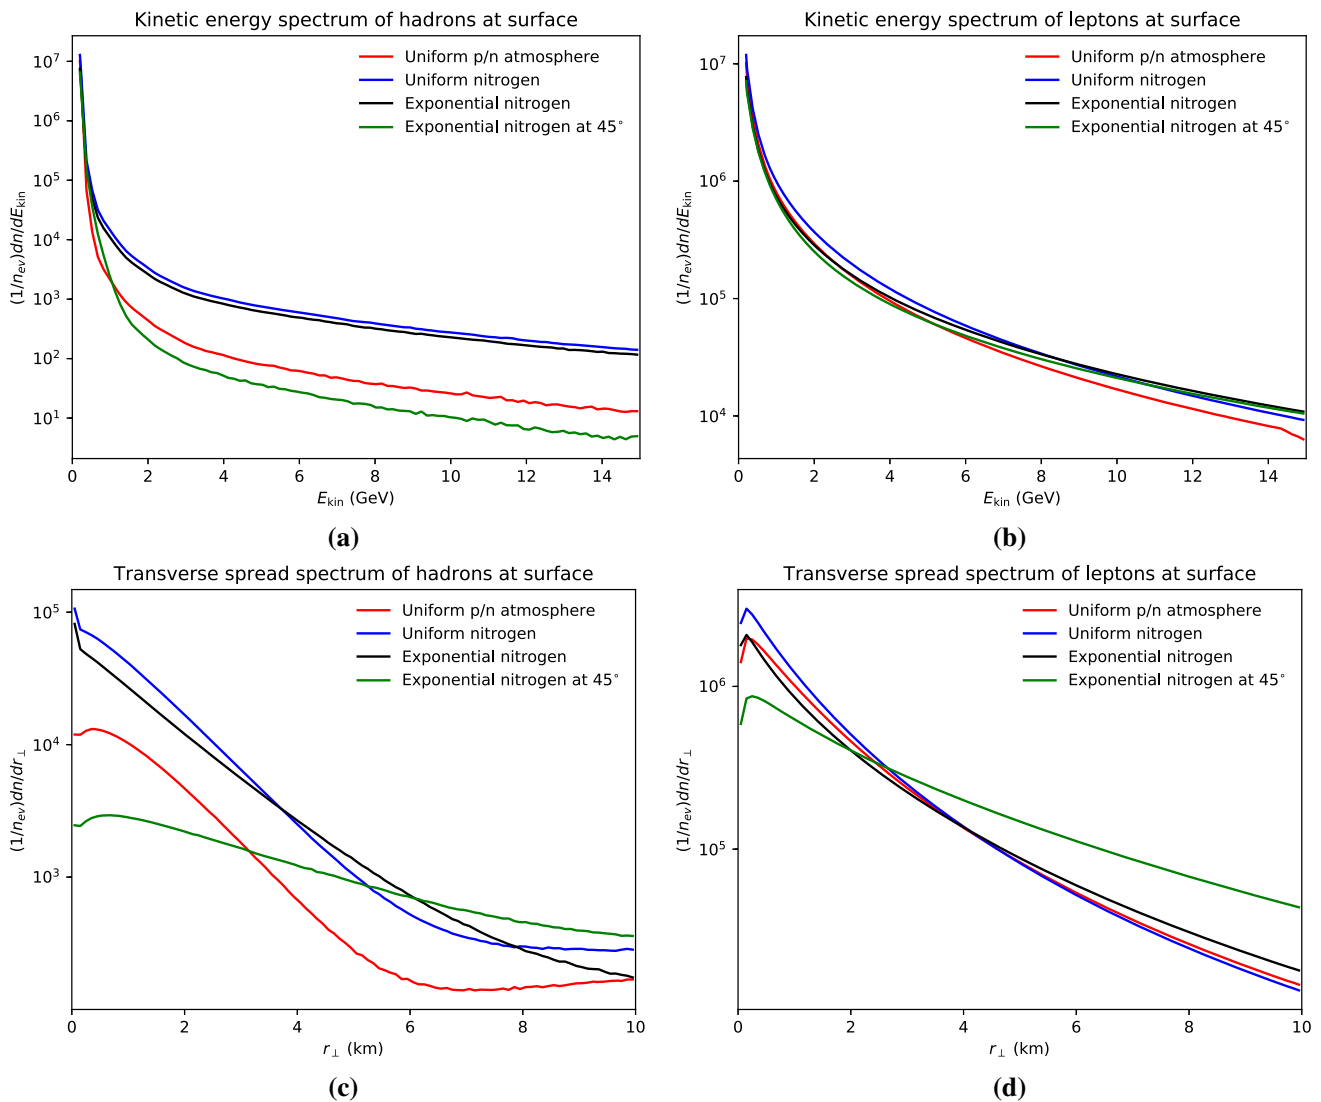 Kinetic energy spectrum of hadrons at surface
(1/n_ev)dn/dE_kin
10^7
10^6
10^5
10^4
10^3
10^2
10^1
Uniform p/n atmosphere
Uniform nitrogen
Exponential nitrogen
Exponential nitrogen at 45°
0 2 4 6 8 10 12 14
E_kin (GeV)
(a)
Kinetic energy spectrum of leptons at surface
(1/n_ev)dn/dE_kin
10^7
10^6
10^5
10^4
Uniform p/n atmosphere
Uniform nitrogen
Exponential nitrogen
Exponential nitrogen at 45°
0 2 4 6 8 10 12 14
E_kin (GeV)
(b)
Transverse spread spectrum of hadrons at surface
(1/n_ev)dn/dr_⊥
10^5
10^4
10^3
Uniform p/n atmosphere
Uniform nitrogen
Exponential nitrogen
Exponential nitrogen at 45°
0 2 4 6 8 10
r_⊥ (km)
(c)
Transverse spread spectrum of leptons at surface
(1/n_ev)dn/dr_⊥
10^6
10^5
Uniform p/n atmosphere
Uniform nitrogen
Exponential nitrogen
Exponential nitrogen at 45°
0 2 4 6 8 10
r_⊥ (km)
(d)